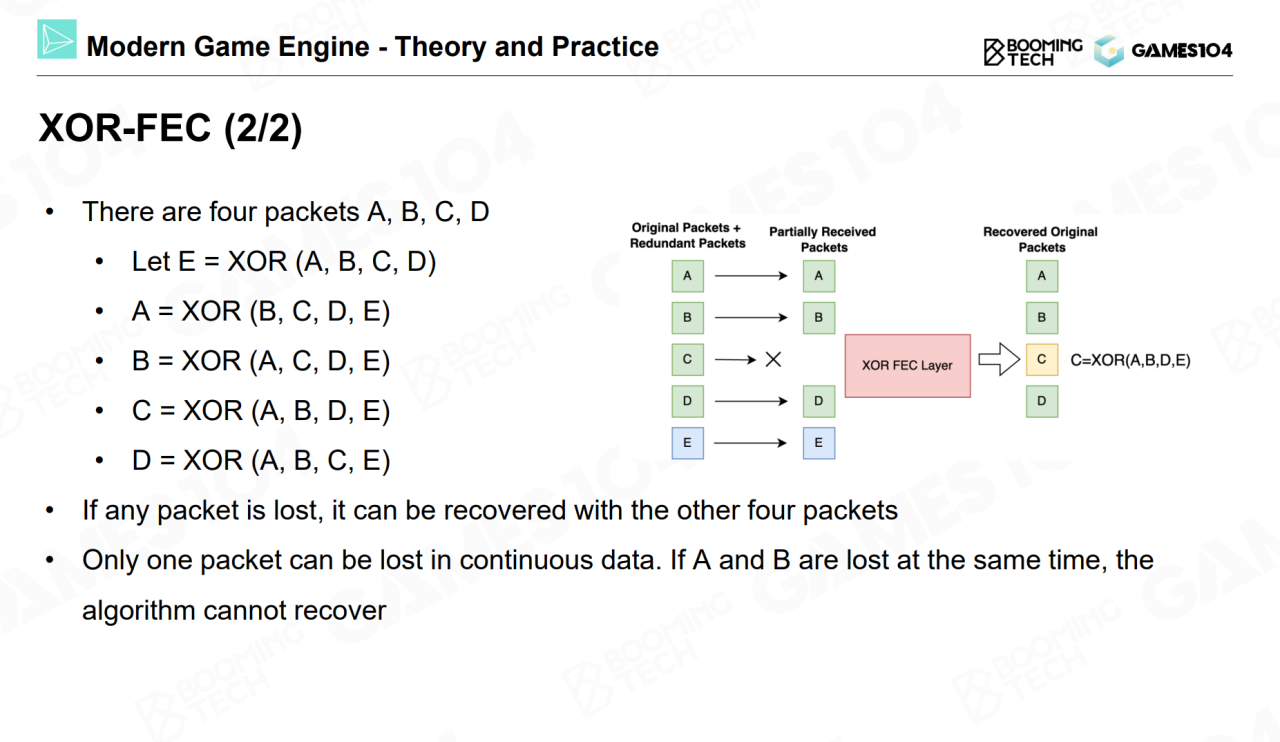 Modern Game Engine - Theory and Practice
BOOMING
TECH
GAMES104
XOR-FEC (2/2)
• There are four packets A, B, C, D
• Let E = XOR (A, B, C, D)
• A = XOR (B, C, D, E)
• B = XOR (A, C, D, E)
• C = XOR (A, B, D, E)
• D = XOR (A, B, C, E)
• If any packet is lost, it can be recovered with the other four packets
• Only one packet can be lost in continuous data. If A and B are lost at the same time, the
algorithm cannot recover
Original Packets +
Redundant Packets
A
B
C
D
E
Partially Received
Packets
A
B
D
E
XOR FEC Layer
Recovered Original
Packets
A
B
C
D
C=XOR(A,B,D,E)